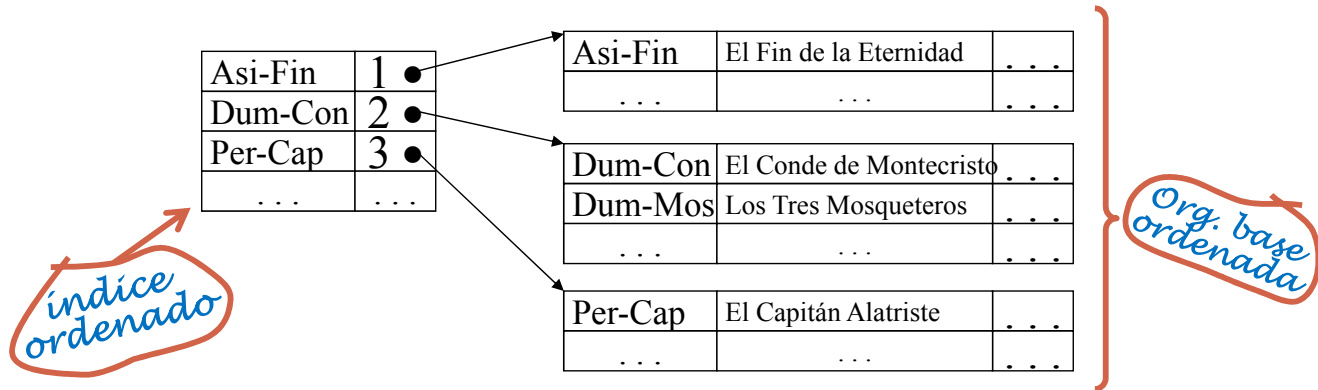 Asi-Fin 1
Dum-Con 2
Per-Cap 3
. . . . . .
índice
ordenado
Asi-Fin El Fin de la Eternidad . . .
. . . . . . . . .
Dum-Con El Conde de Montecristo . . .
Dum-Mos Los Tres Mosqueteros . . .
. . . . . . . . .
Per-Cap El Capitán Alatriste . . .
. . . . . . . . .
Org. base
ordenada